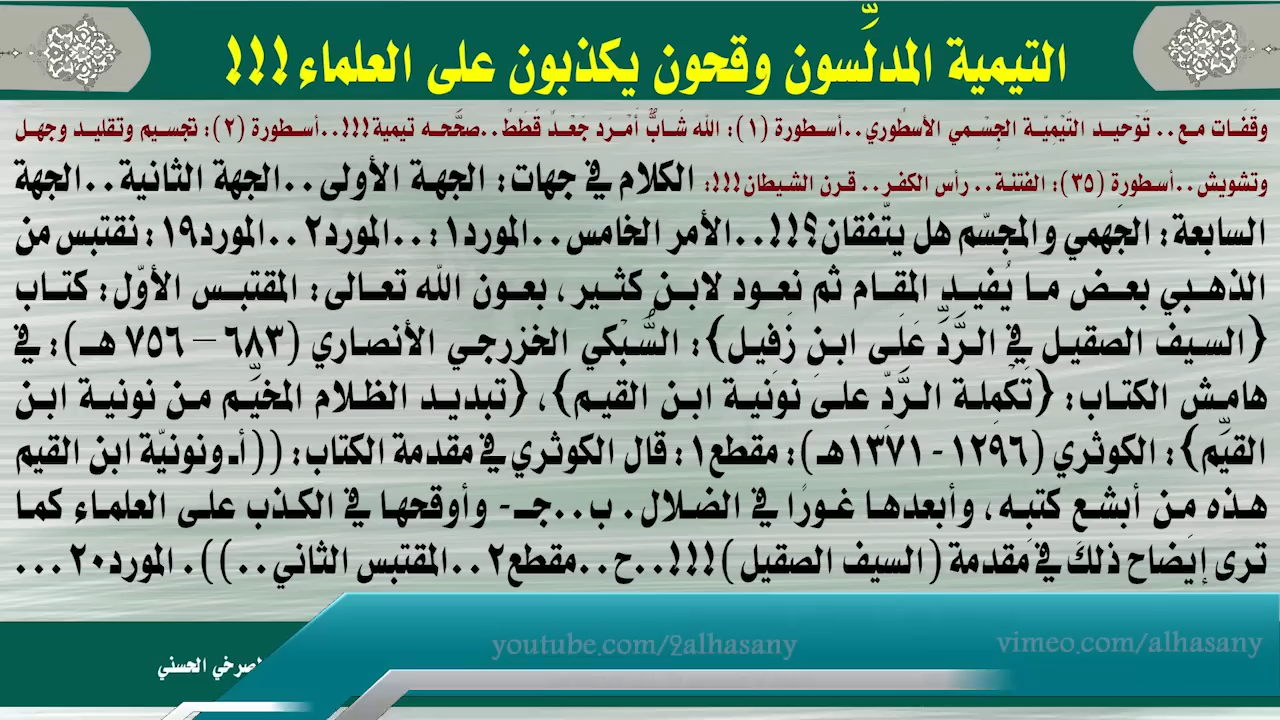 التيمية المدلِّسون وقحون يكذبون على العلماء!!!
وقفات مع.. توحيد التيمية الجسمي الأسطوري..أسطورة (١): الله شابٌّ أمرد جَعد قَطَط..صحّحه تيمية!!!..أسطورة (٢): تجسيم وتقليد وجهل
وتشويش..أسطورة (٣٥): الفتنة.. رأس الكفر.. قرن الشيطان!!!: الكلام في جهات: الجهة الأولى..الجهة الثانية..الجهة
السابعة: الجَهمي والمجسّم هل يتّفقان؟!!..الأمر الخامس..المورد١:..المورد٢..المورد١٩: نقتبس من
الذهبي بعض ما يُفيد المقام ثم نعود لابن كثير، بعون الله تعالى: المقتبس الأوّل: كتاب
{السيف الصقيل في الرَّدِّ عَلَى ابن زَفيل}: السُّبْكي الخزرجي الأنصاري (٦٨٣ – ٧٥٦ هـ): في
هامش الكتاب: {تَكْملة الرَّدّ على نونية ابن القيم}، {تبديد الظلام المخيِّم من نونية ابن
القيِّم}: الكوثري (١٢٩٦ - ١٣٧١هـ): مقطع١: قال الكوثري في مقدمة الكتاب: ((أـ ونونيّة ابن القيم
هذه من أبشع كتبه، وأبعدها غورًا في الضلال. ب..جـ- وأوقحها في الكذب على العلماء كما
ترى إيضاح ذلك في مقدمة (السيف الصقيل)!!!..ح..مقطع٢..المقتبس الثاني..)). المورد٢٠...
youtube.com/2alhasany
vimeo.com/alhasany
الصرخي الحسني